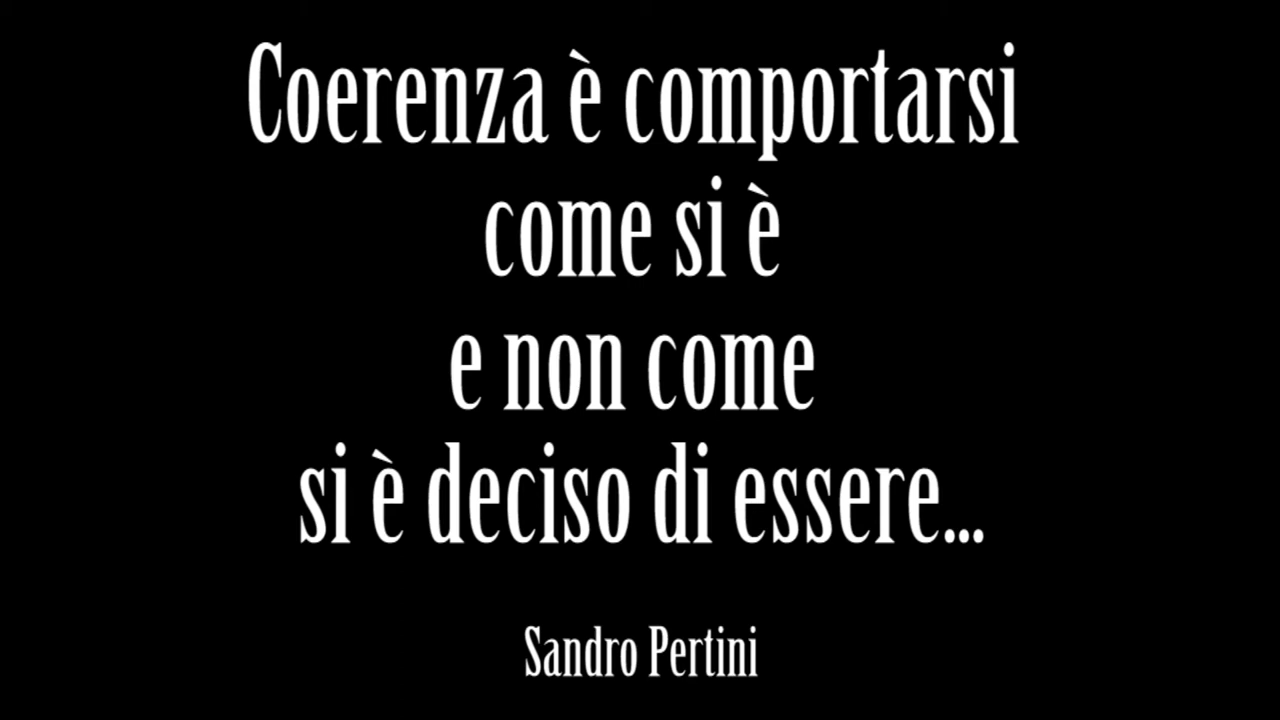 Coerenza è comportarsi
come si è
e non come
si è deciso di essere...
Sandro Pertini